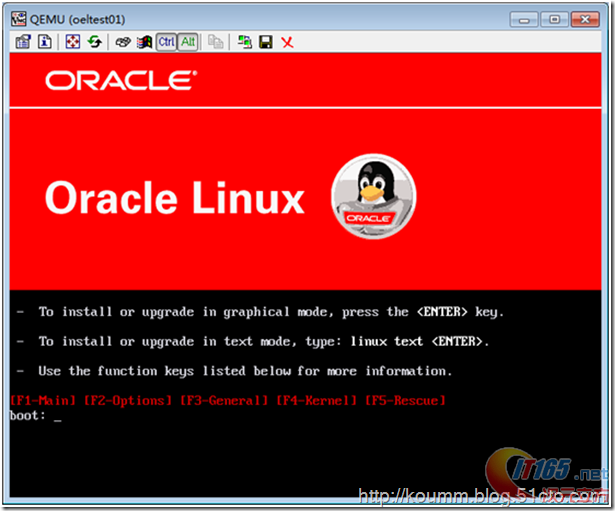 QEMU (oeltest01)
Ctrl Alt
ORACLE®
Oracle Linux
ORACLE
- To install or upgrade in graphical mode, press the <ENTER> key.
- To install or upgrade in text mode, type: linux text <ENTER>.
- Use the function keys listed below for more information.
[F1-Main] [F2-Options] [F3-General] [F4-Kernel] [F5-Rescue]
boot: _
IT165.net
http://koumm.blog.51cto.com